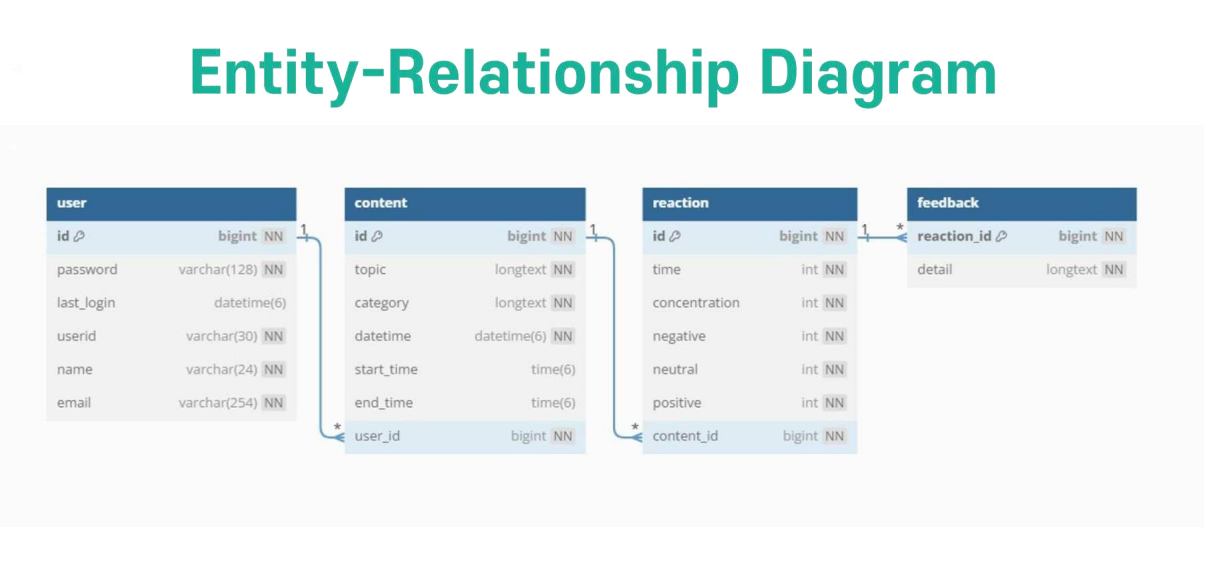 Entity-Relationship Diagram
user
id bigint NN
password varchar(128) NN
last_login datetime(6)
userid varchar(30) NN
name varchar(24) NN
email varchar(254) NN
1
*
content
id bigint NN
topic longtext NN
category longtext NN
datetime datetime(6) NN
start_time time(6)
end_time time(6)
user_id bigint NN
1
*
reaction
id bigint NN
time int NN
concentration int NN
negative int NN
neutral int NN
positive int NN
content_id bigint NN
1
*
feedback
reaction_id bigint NN
detail longtext NN